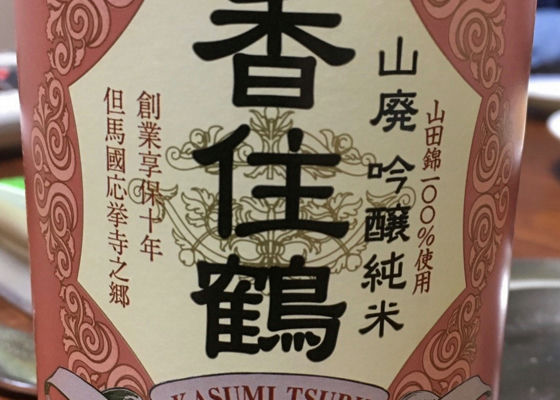 山田錦一〇〇%使用
山廃 吟醸純米
香住鶴
創業享保十年
但馬國応挙寺之郷
KASUMI TSURU